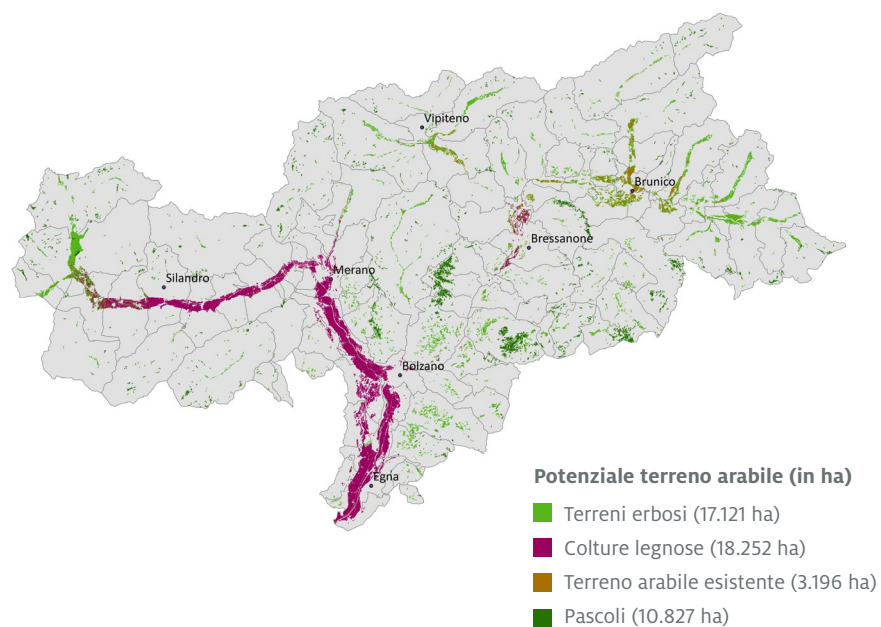 Vipiteno
Brunico
Bressanone
Merano
Silandro
Bolzano
Egna
Potenziale terreno arabile (in ha)
Terreni erbosi (17.121 ha)
Colture legnose (18.252 ha)
Terreno arabile esistente (3.196 ha)
Pascoli (10.827 ha)